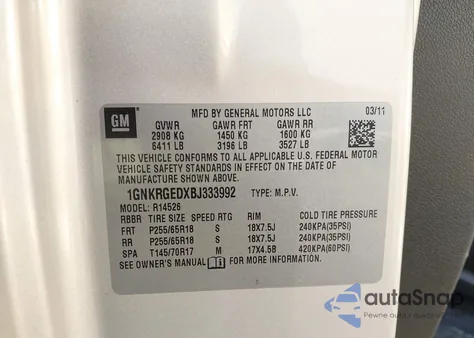 GM
MFD BY GENERAL MOTORS LLC
03/11
GVWR GAWR FRT GAWR RR
2908 KG 1450 KG 1600 KG
6411 LB 3196 LB 3527 LB
THIS VEHICLE CONFORMS TO ALL APPLICABLE U.S. FEDERAL MOTOR
VEHICLE SAFETY STANDARDS IN EFFECT ON THE DATE OF
MANUFACTURE SHOWN ABOVE.
1GNKRGEDXBJ333992 TYPE: M.P.V.
MODEL: R14526
RBBR TIRE SIZE SPEED RTG RIM COLD TIRE PRESSURE
FRT P255/65R18 S 18X7.5J 240KPA(35PSI)
RR P255/65R18 S 18X7.5J 240KPA(35PSI)
SPA T145/70R17 M 17X4.5B 420KPA(60PSI)
SEE OWNER'S MANUAL FOR MORE INFORMATION
autaSnap
Pewne auta z USA